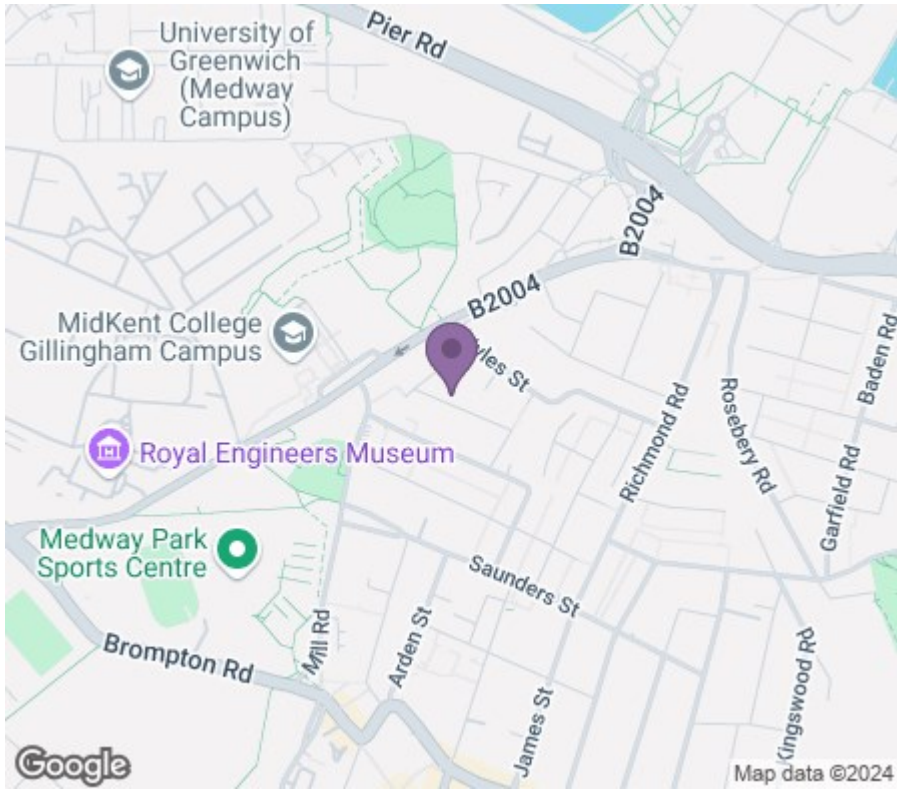 Pier Rd
University of
Greenwich
(Medway
Campus)
B2004
B2004
MidKent College
Gillingham Campus
yles St
Baden Rd
Rosebery Rd
Richmond Rd
Royal Engineers Museum
Garfield Rd
Medway Park
Sports Centre
Saunders St
Mill Rd
Arden St
Brompton Rd
Kingswood Rd
James St
Google
Map data ©2024